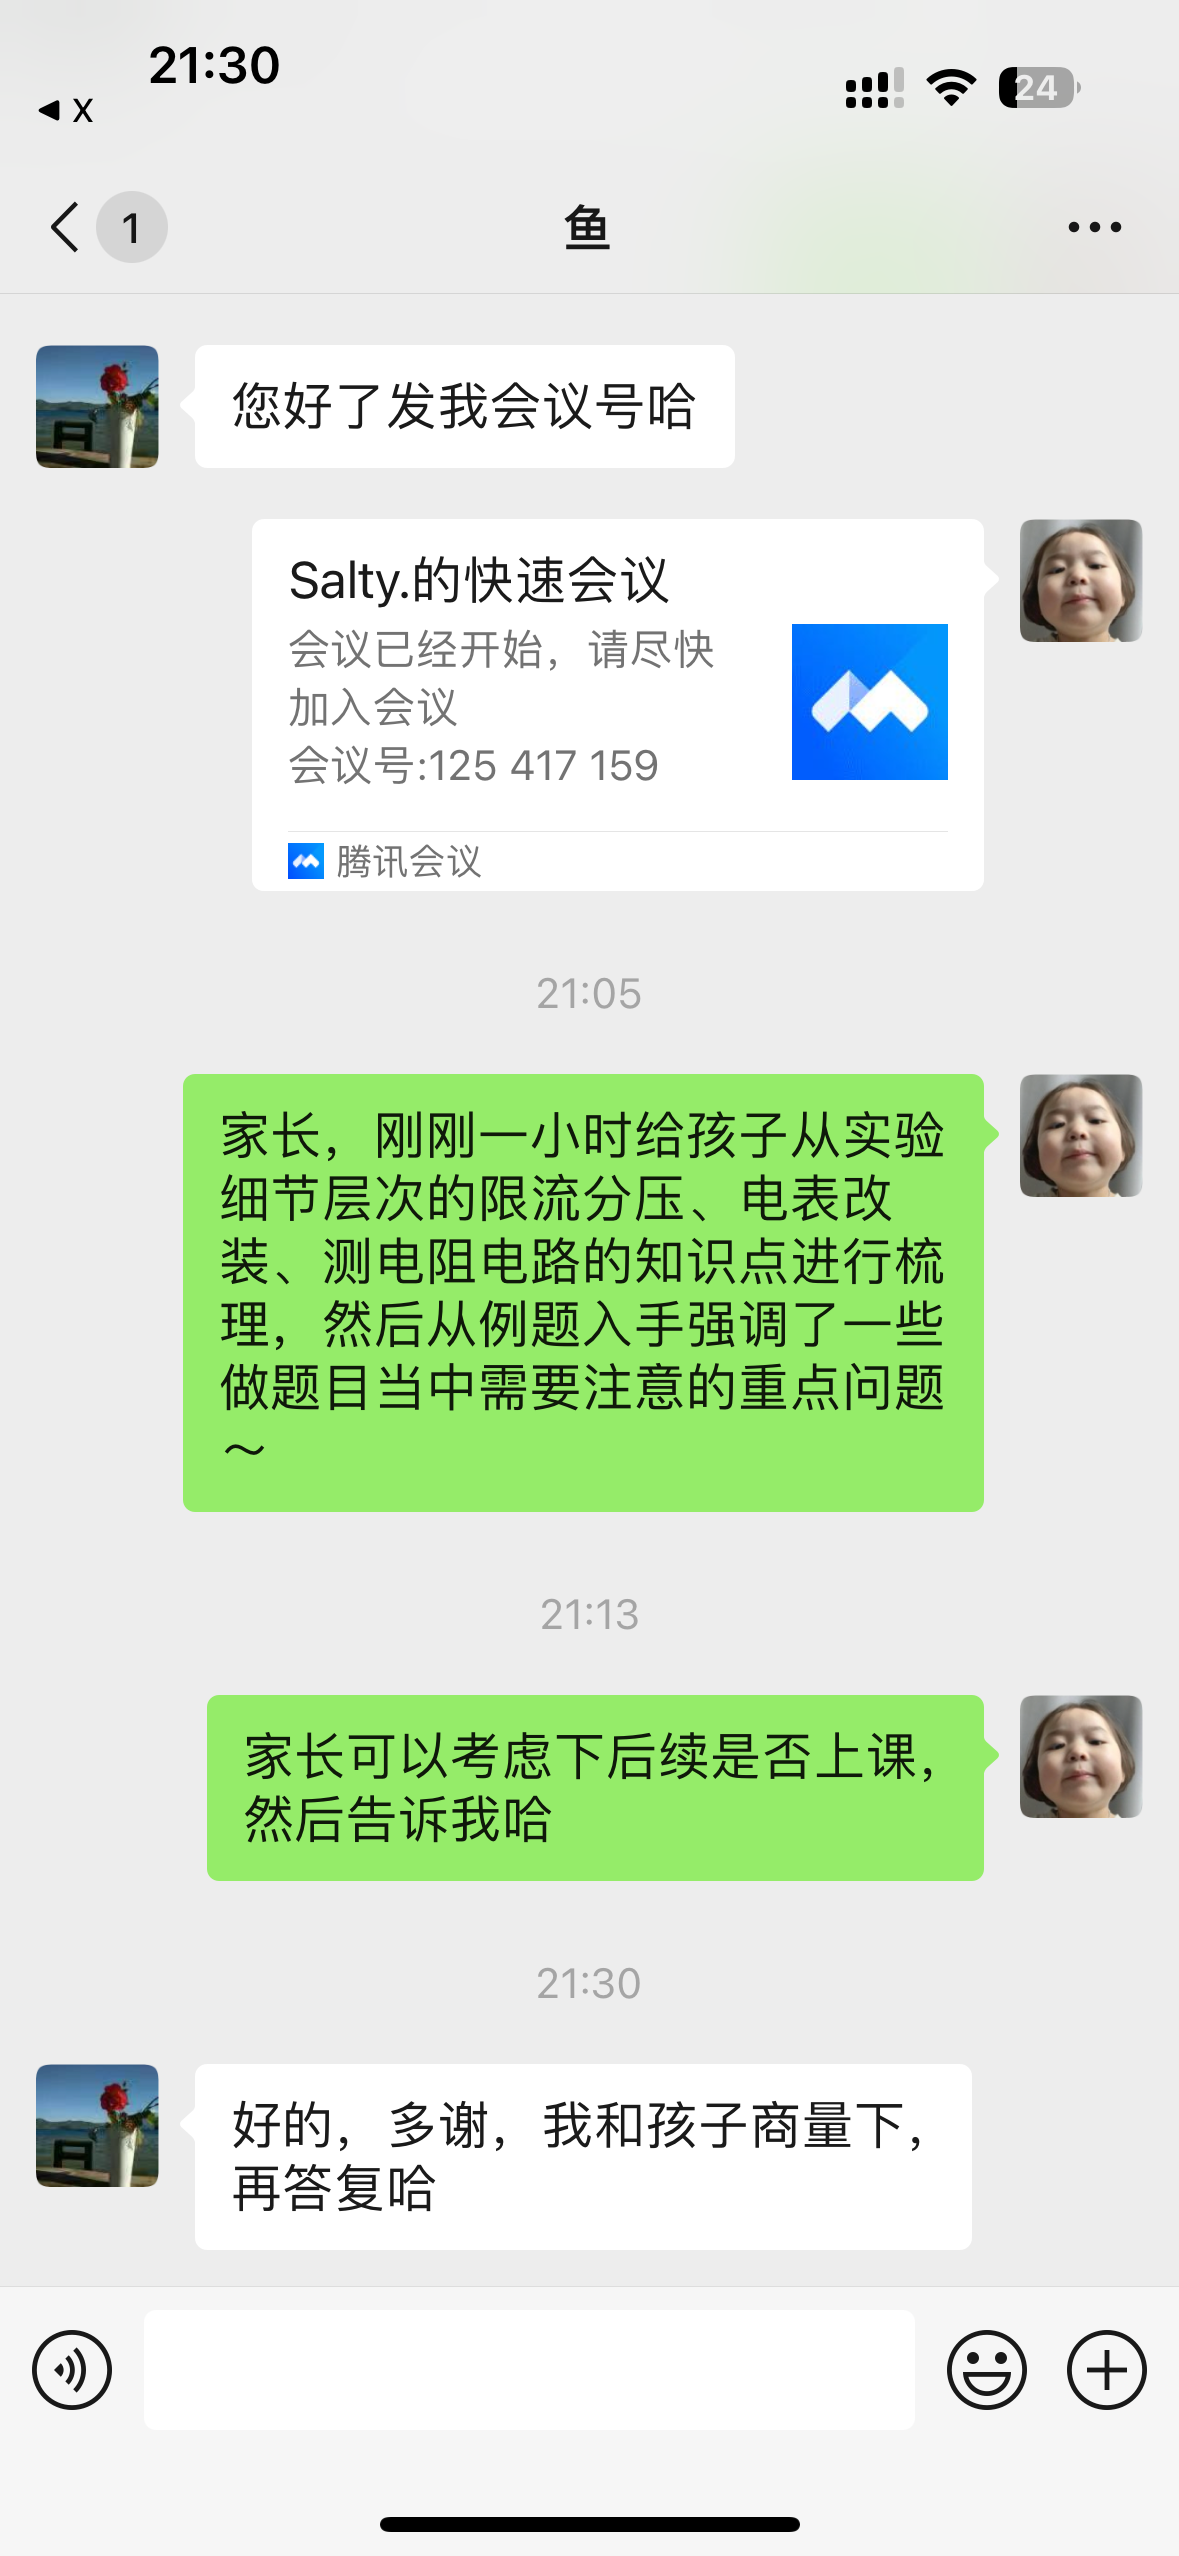 21:30
◀ X
24
1
鱼
您好了发我会议号哈
Salty.的快速会议
会议已经开始，请尽快
加入会议
会议号:125 417 159
腾讯会议
21:05
家长，刚刚一小时给孩子从实验
细节层次的限流分压、电表改
装、测电阻电路的知识点进行梳
理，然后从例题入手强调了一些
做题目当中需要注意的重点问题
～
21:13
家长可以考虑下后续是否上课，
然后告诉我哈
21:30
好的，多谢，我和孩子商量下，
再答复哈